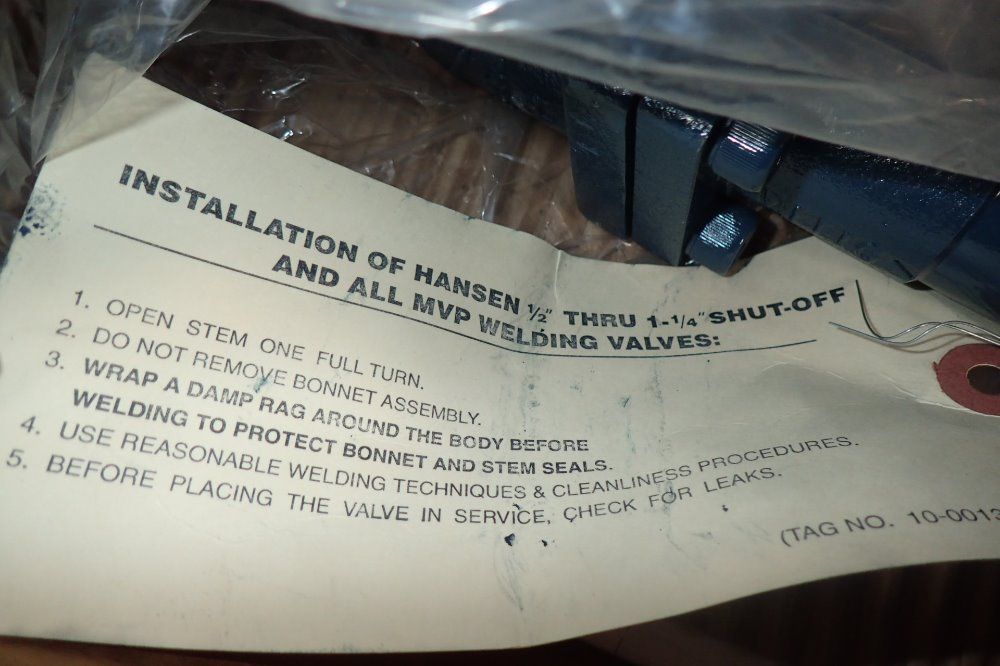 INSTALLATION OF HANSEN ½" THRU 1-¼" SHUT-OFF
AND ALL MVP WELDING VALVES:
1. OPEN STEM ONE FULL TURN.
2. DO NOT REMOVE BONNET ASSEMBLY.
3. WRAP A DAMP RAG AROUND THE BODY BEFORE
WELDING TO PROTECT BONNET AND STEM SEALS.
4. USE REASONABLE WELDING TECHNIQUES & CLEANLINESS PROCEDURES.
5. BEFORE PLACING THE VALVE IN SERVICE, CHECK FOR LEAKS.
(TAG NO. 10-0013